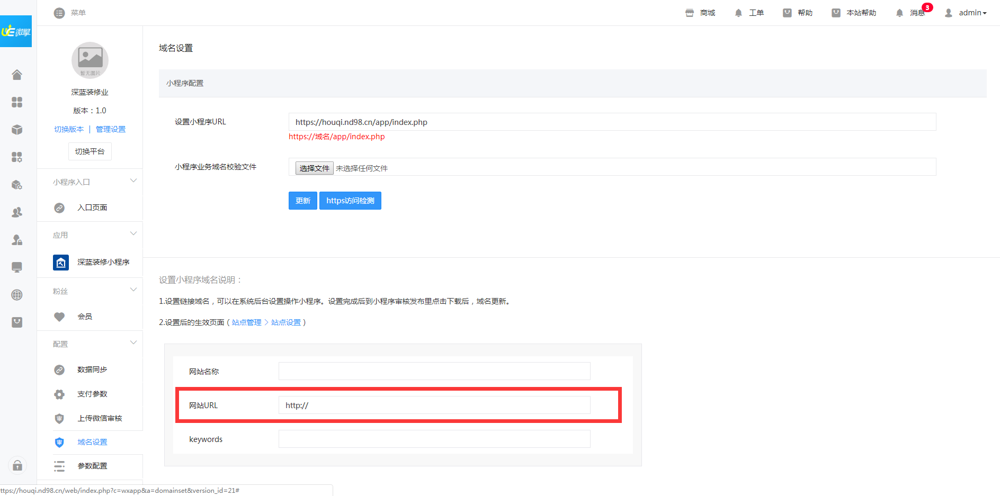 菜单
商城
工单
帮助
本站帮助
消息
3
admin
WE微擎
暂无图片
深蓝装修业
版本：1.0
切换版本 | 管理设置
切换平台
小程序入口
入口页面
应用
深蓝装修小程序
粉丝
会员
配置
数据同步
支付参数
审
上传微信审核
审
域名设置
参数配置
域名设置
小程序配置
设置小程序URL
https://houqi.nd98.cn/app/index.php
https://域名/app/index.php
小程序业务域名校验文件
选择文件 未选择任何文件
更新
https访问检测
设置小程序域名说明：
1.设置链接域名，可以在系统后台设置操作小程序。设置完成后到小程序审核发布里点击下载后，域名更新。
2.设置后的生效页面（站点管理 > 站点设置）
网站名称
网站URL
http://
keywords
ttps://houqi.nd98.cn/web/index.php?c=wxapp&a=domainset&version_id=21#